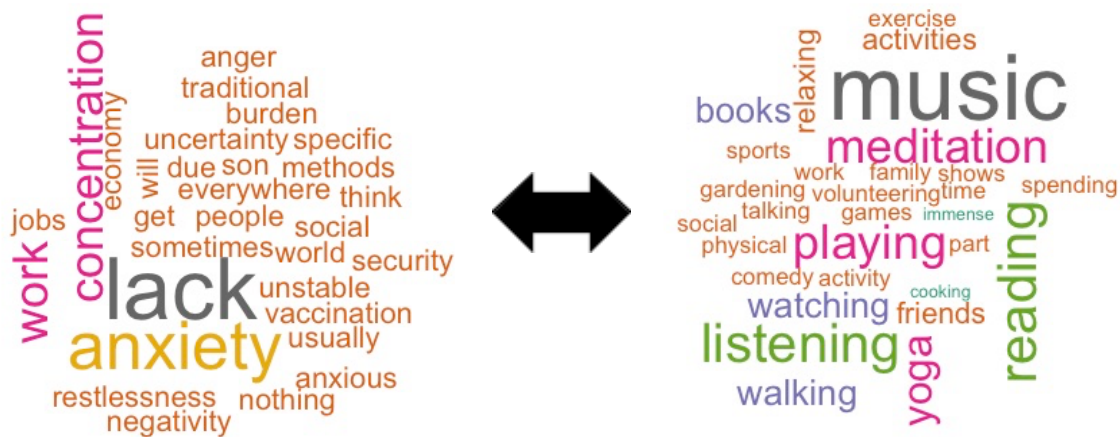 concentration
anger
traditional
economy
burden
uncertainty specific
will due son methods
everywhere think
jobs get people social
sometimes world security
work
lack unstable
vaccination
anxiety usually
anxious
restlessness nothing
negativity
exercise
activities
relaxing
music
books
meditation
sports
work family shows
gardening volunteering time spending
social talking games immense
physical playing part
comedy activity
reading
cooking
watching friends
listening
yoga
walking